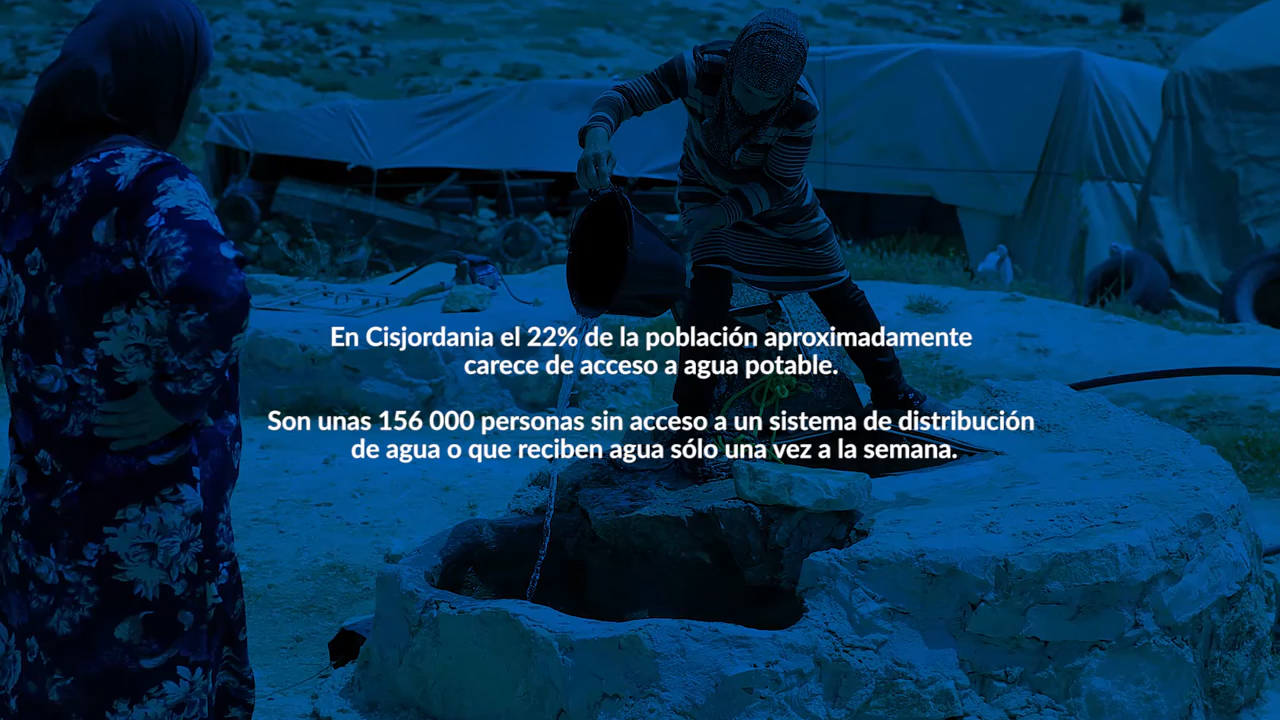 En Cisjordania el 22% de la población aproximadamente
carece de acceso a agua potable.
Son unas 156 000 personas sin acceso a un sistema de distribución
de agua o que reciben agua sólo una vez a la semana.